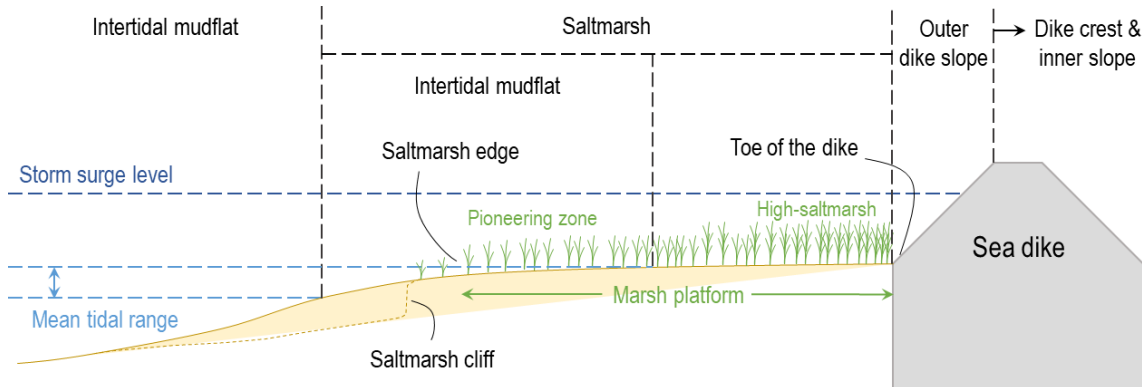 Intertidal mudflat
Saltmarsh
Outer
dike slope
Dike crest &
inner slope
Intertidal mudflat
Saltmarsh edge
Toe of the dike
Storm surge level
Pioneering zone
High-saltmarsh
Sea dike
Marsh platform
Mean tidal range
Saltmarsh cliff